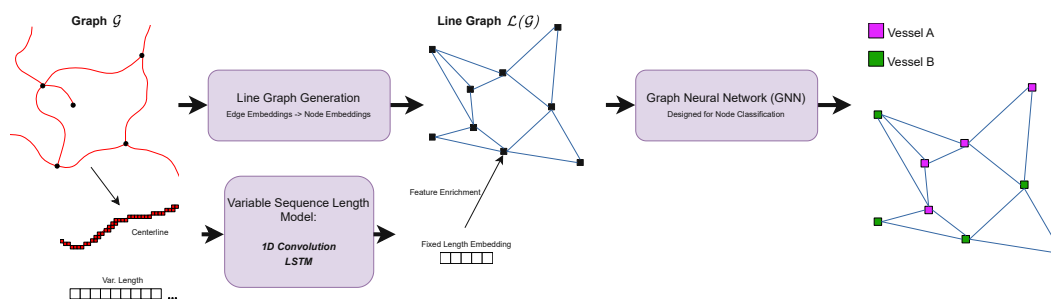 Graph 𝒢
Line Graph ℒ(𝒢)
Vessel A
Vessel B
Line Graph Generation
Edge Embeddings -> Node Embeddings
Graph Neural Network (GNN)
Designed for Node Classification
Centerline
Var. Length
...
Variable Sequence Length
Model:
1D Convolution
LSTM
Feature Enrichment
Fixed Length Embedding